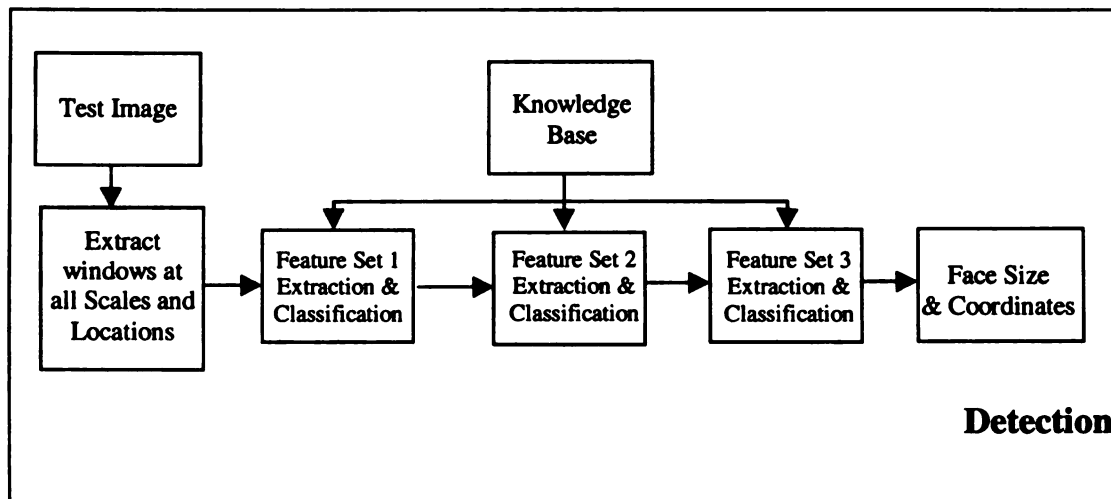 Test Image
Knowledge
Base
Extract
windows at
all Scales and
Locations
Feature Set 1
Extraction &
Classification
Feature Set 2
Extraction &
Classification
Feature Set 3
Extraction &
Classification
Face Size
& Coordinates
Detection